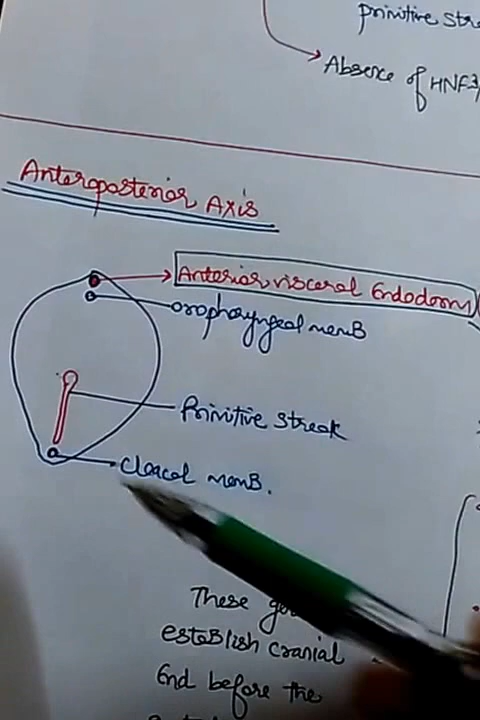 primitive stre
Absence of HNF3
Anteroposterior Axis
Anterior visceral Endoderm
oropharyngeal memB
Primitive streak
Cloacal memB.
These
establish cranial
End before the